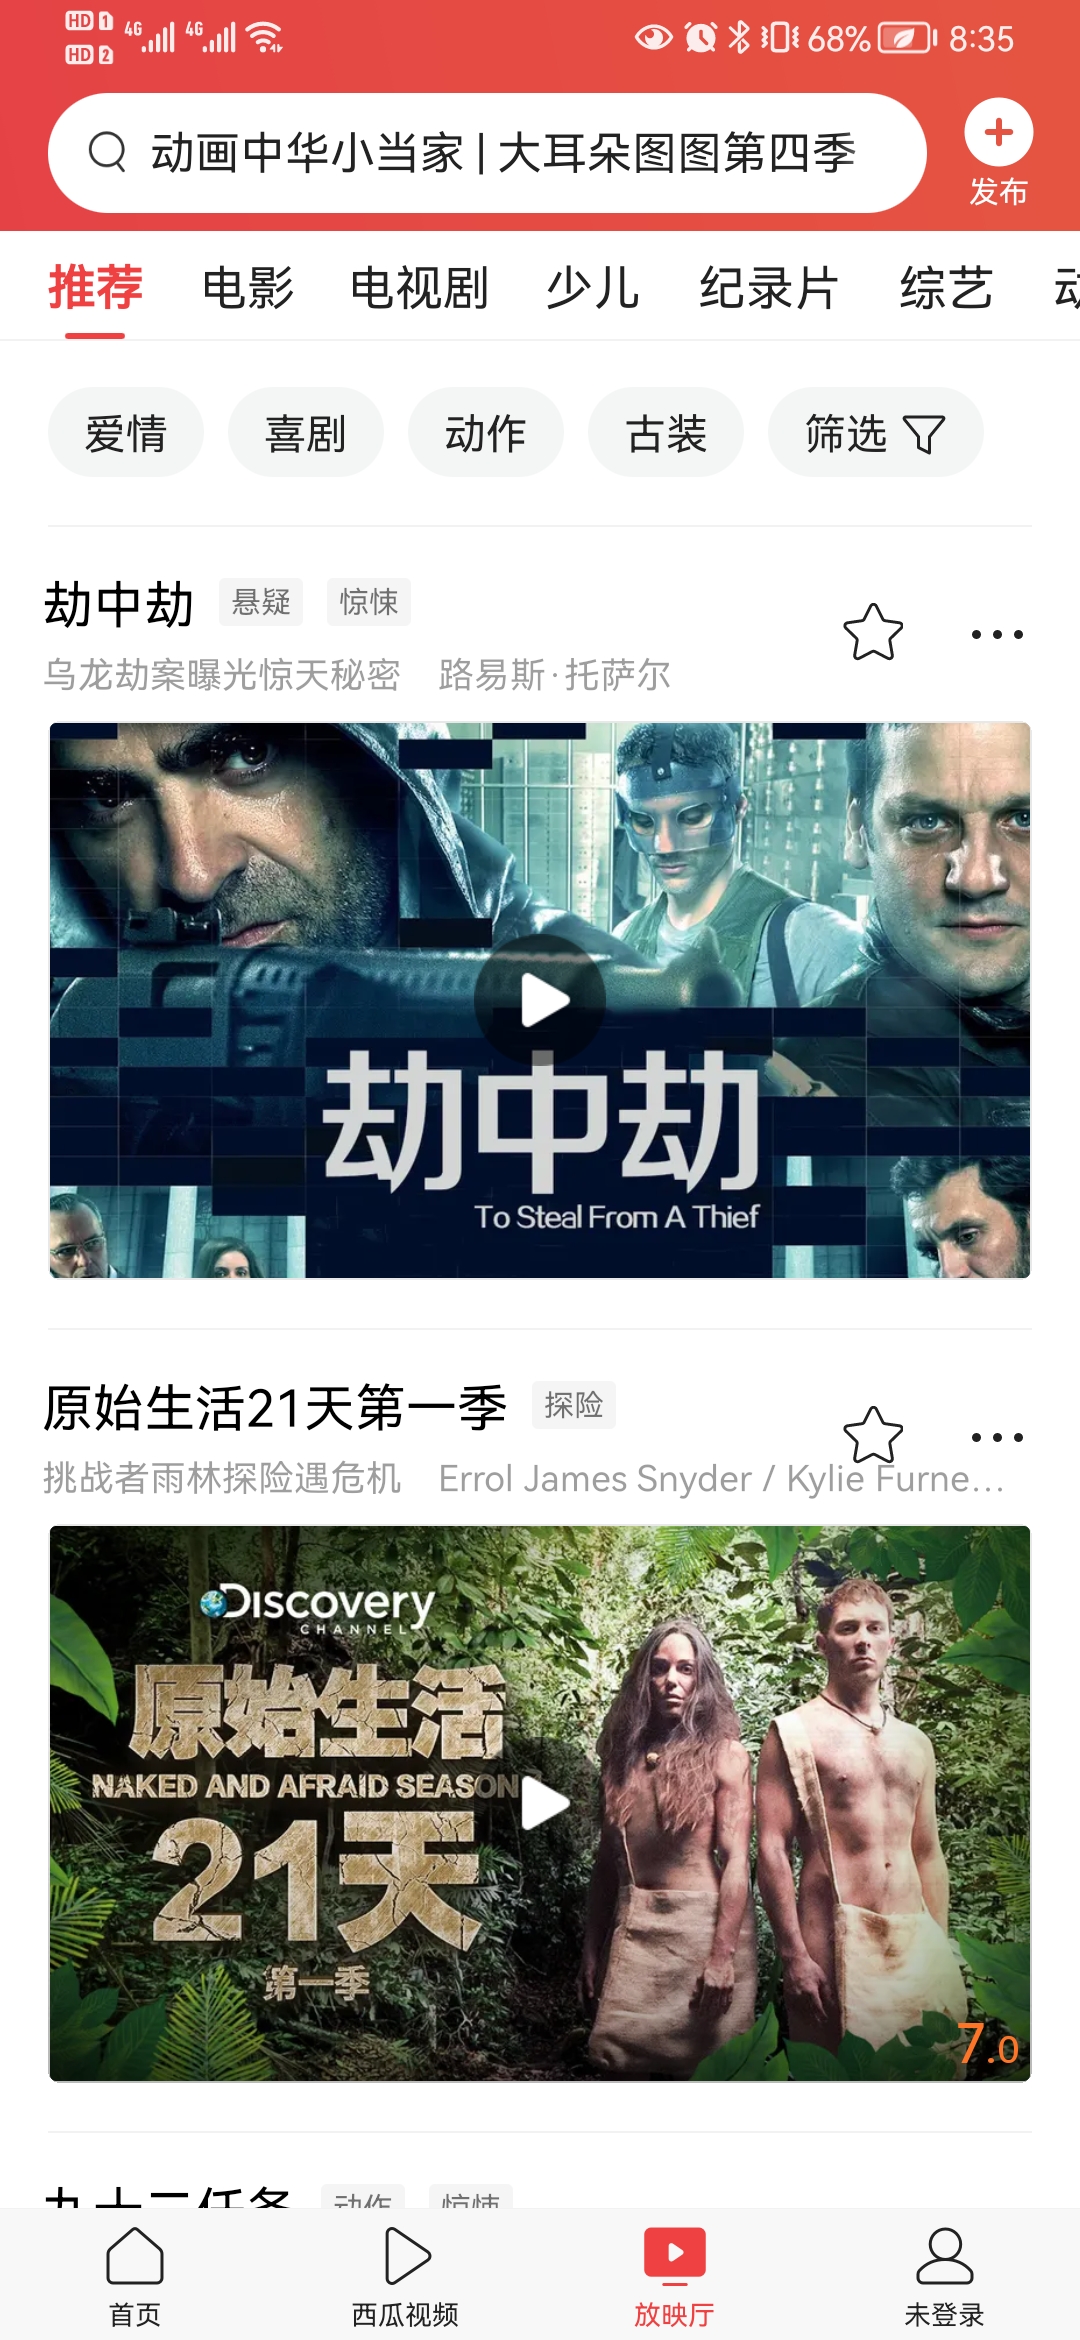 HD 1 4G 4G 68% 8:35
HD 2
动画中华小当家 | 大耳朵图图第四季
发布
推荐 电影 电视剧 少儿 纪录片 综艺
爱情 喜剧 动作 古装 筛选
劫中劫 悬疑 惊悚
乌龙劫案曝光惊天秘密 路易斯·托萨尔
劫中劫
To Steal From A Thief
原始生活21天第一季 探险
挑战者雨林探险遇危机 Errol James Snyder / Kylie Furne...
Discovery
CHANNEL
原始生活
NAKED AND AFRAID SEASON
21天
第一季
7.0
动作 惊悚
首页 西瓜视频 放映厅 未登录